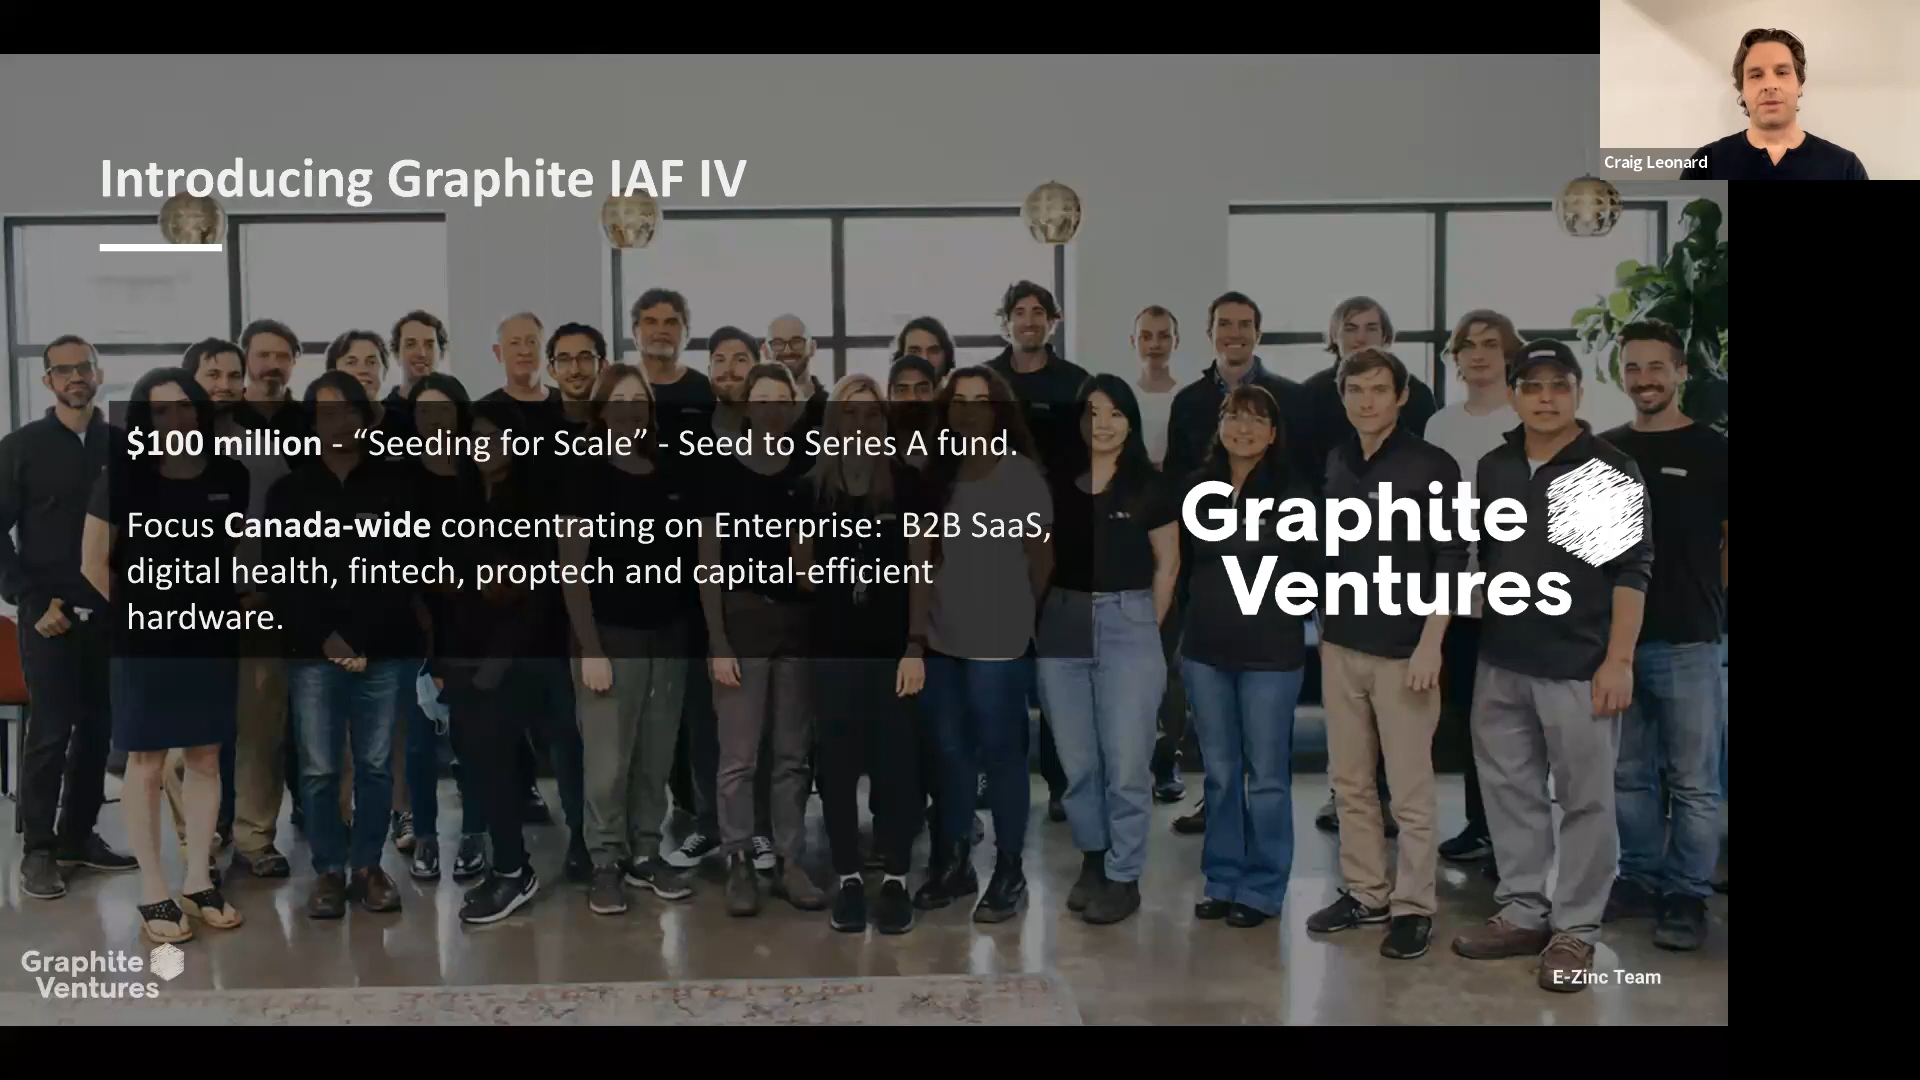 Introducing Graphite IAF IV
Craig Leonard
$100 million - “Seeding for Scale” - Seed to Series A fund.
Focus Canada-wide concentrating on Enterprise:  B2B SaaS,
digital health, fintech, proptech and capital-efficient
hardware.
Graphite
Ventures
Graphite
Ventures
E-Zinc Team